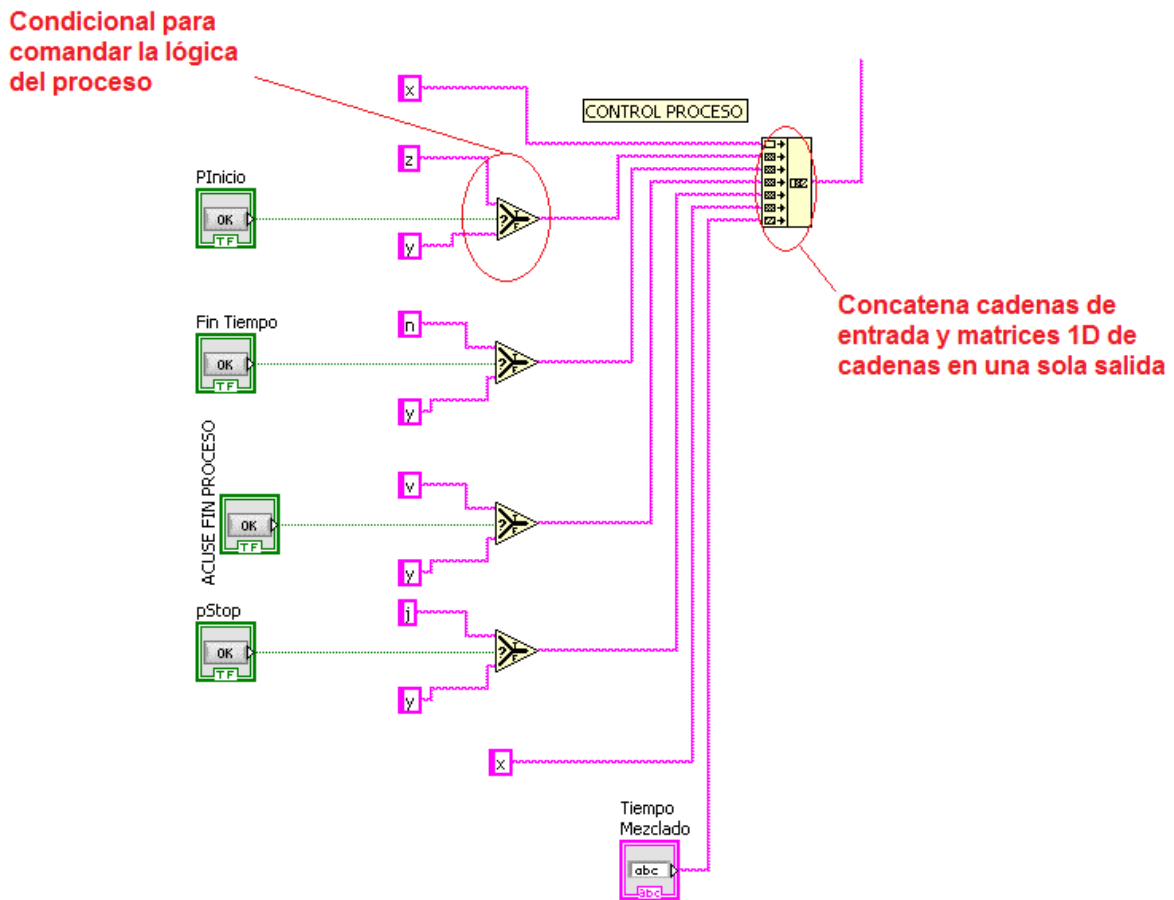 Condicional para
comandar la lógica
del proceso
x
CONTROL PROCESO
z
PInicio
OK
TF
?
T
F
y
Concatena cadenas de
entrada y matrices 1D de
cadenas en una sola salida
Fin Tiempo
n
OK
TF
?
T
F
y
ACUSE FIN PROCESO
v
OK
TF
?
T
F
y
pStop
j
OK
TF
?
T
F
y
x
Tiempo
Mezclado
abc
abc